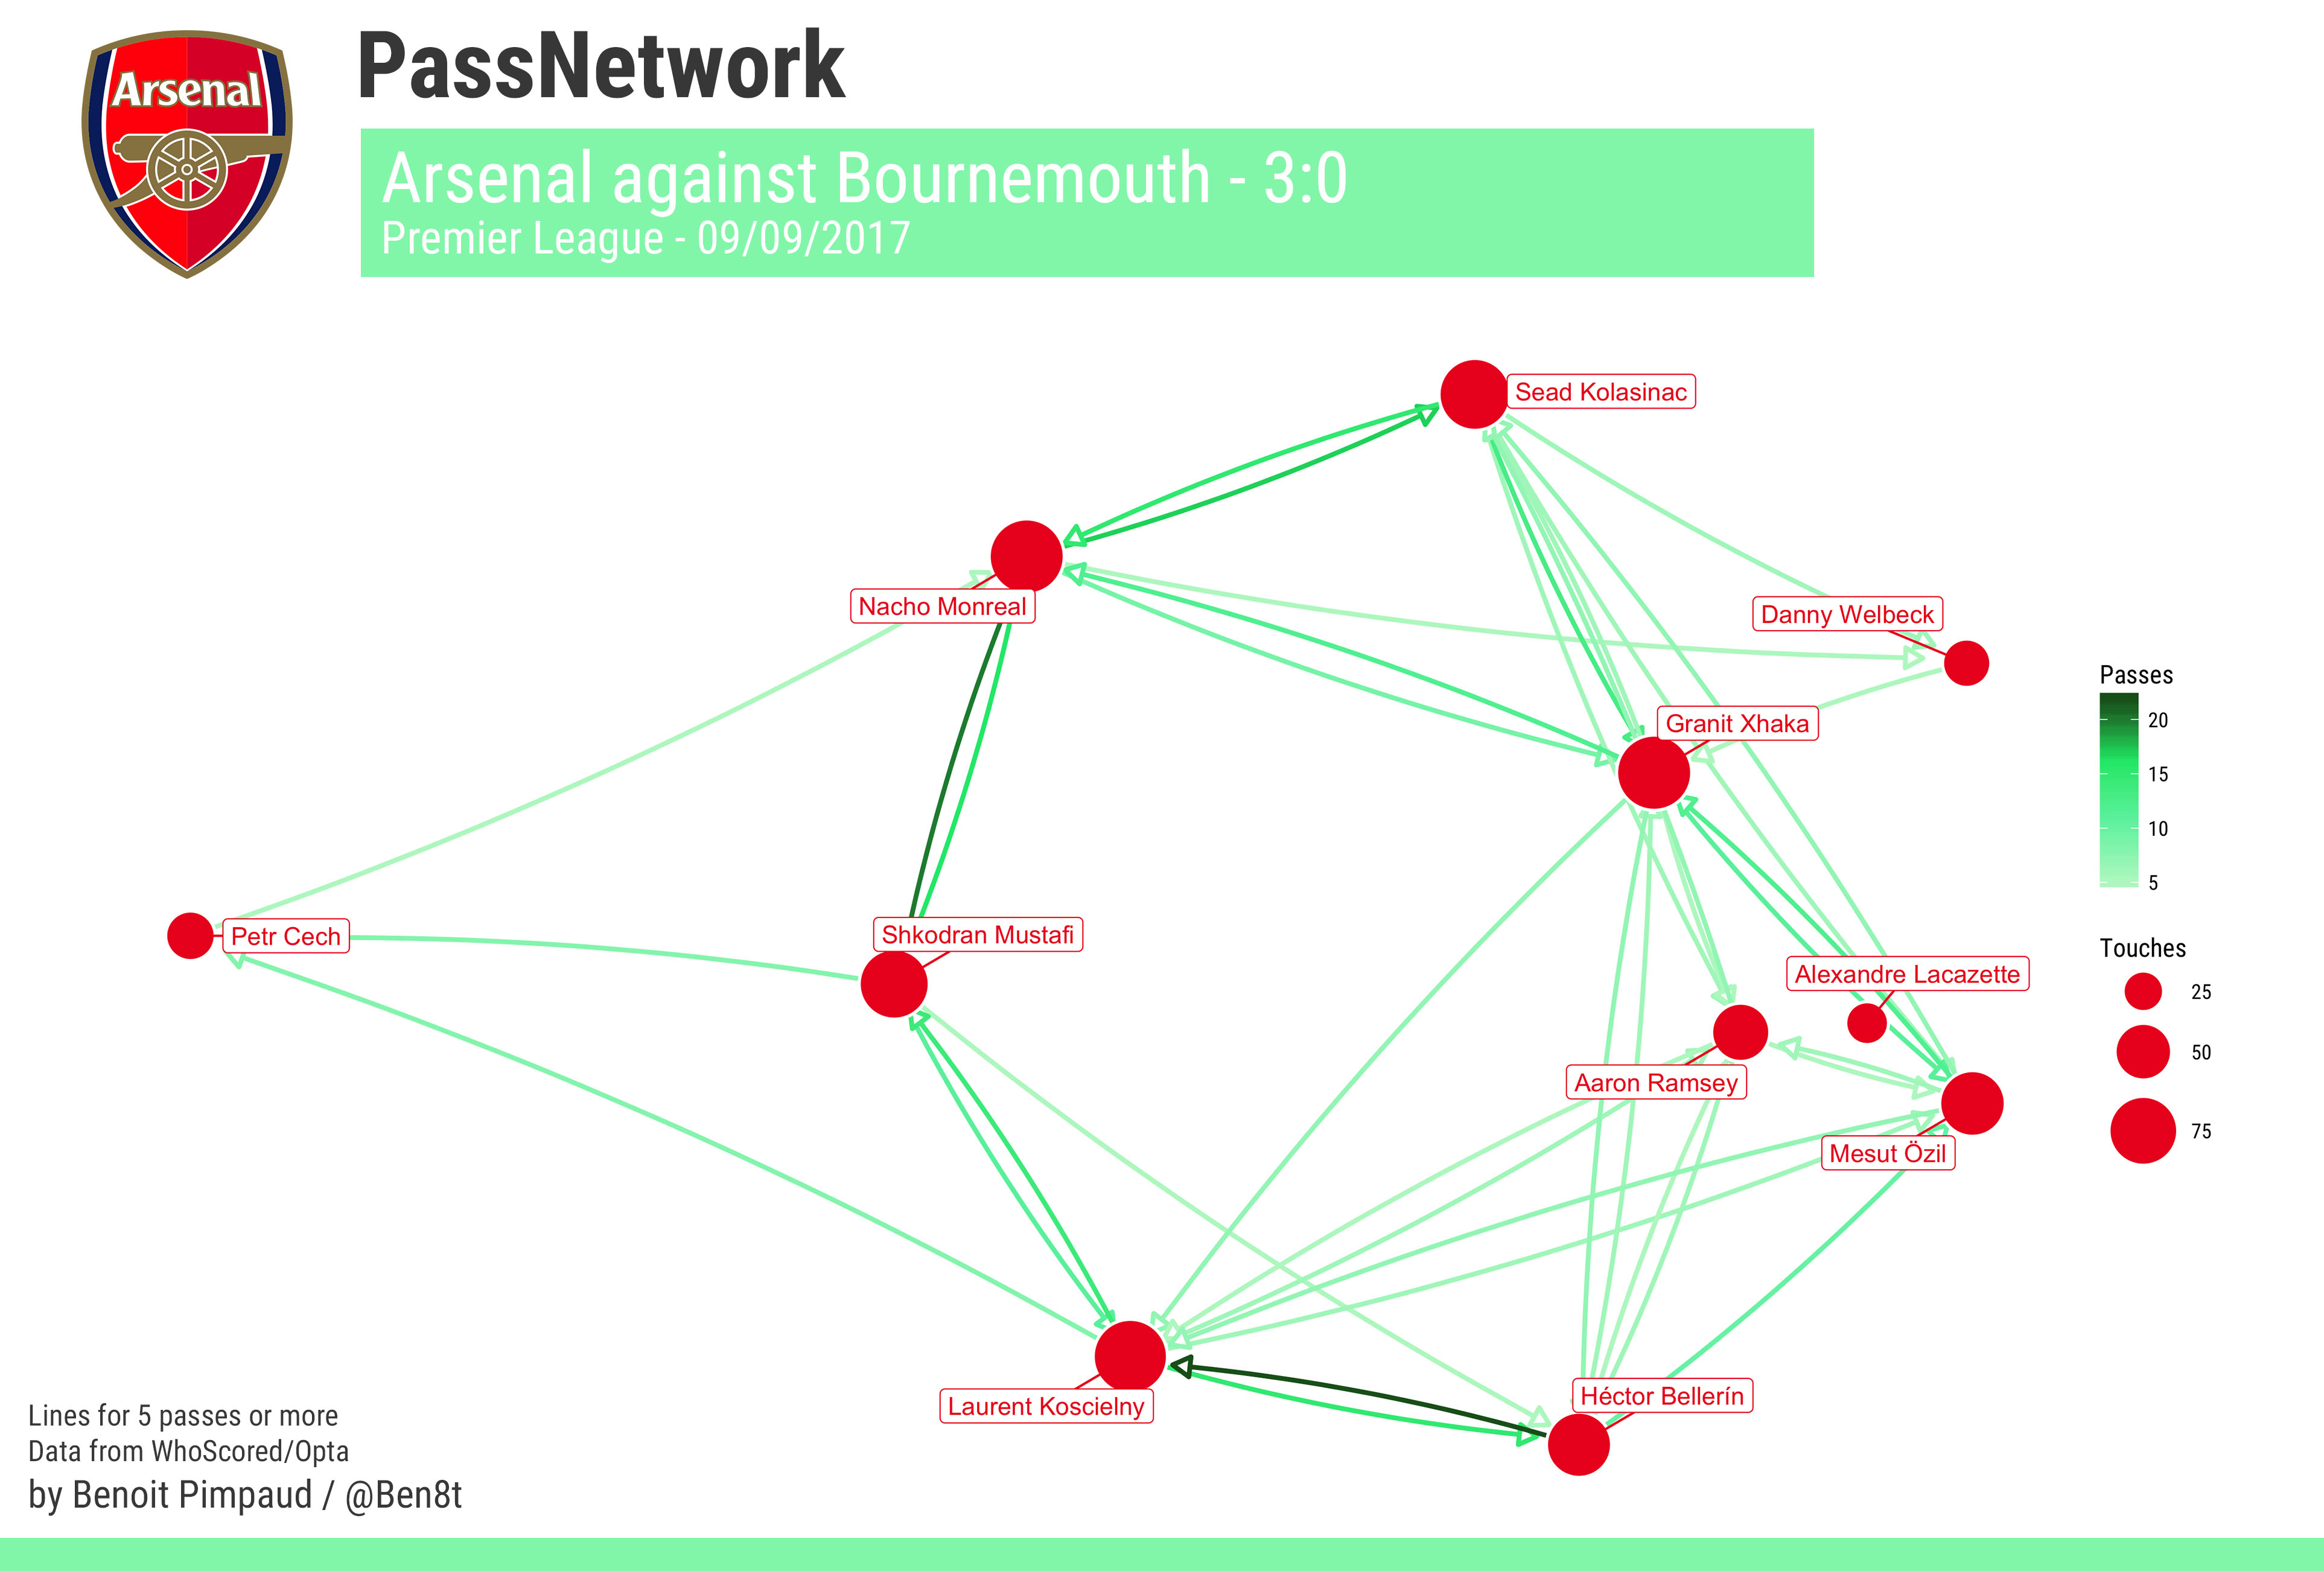 Arsenal
PassNetwork
Arsenal against Bournemouth - 3:0
Premier League - 09/09/2017
Sead Kolasinac
Nacho Monreal
Danny Welbeck
Granit Xhaka
Petr Cech
Shkodran Mustafi
Alexandre Lacazette
Aaron Ramsey
Mesut Özil
Laurent Koscielny
Héctor Bellerín
Passes
20
15
10
5
Touches
25
50
75
Lines for 5 passes or more
Data from WhoScored/Opta
by Benoit Pimpaud / @Ben8t